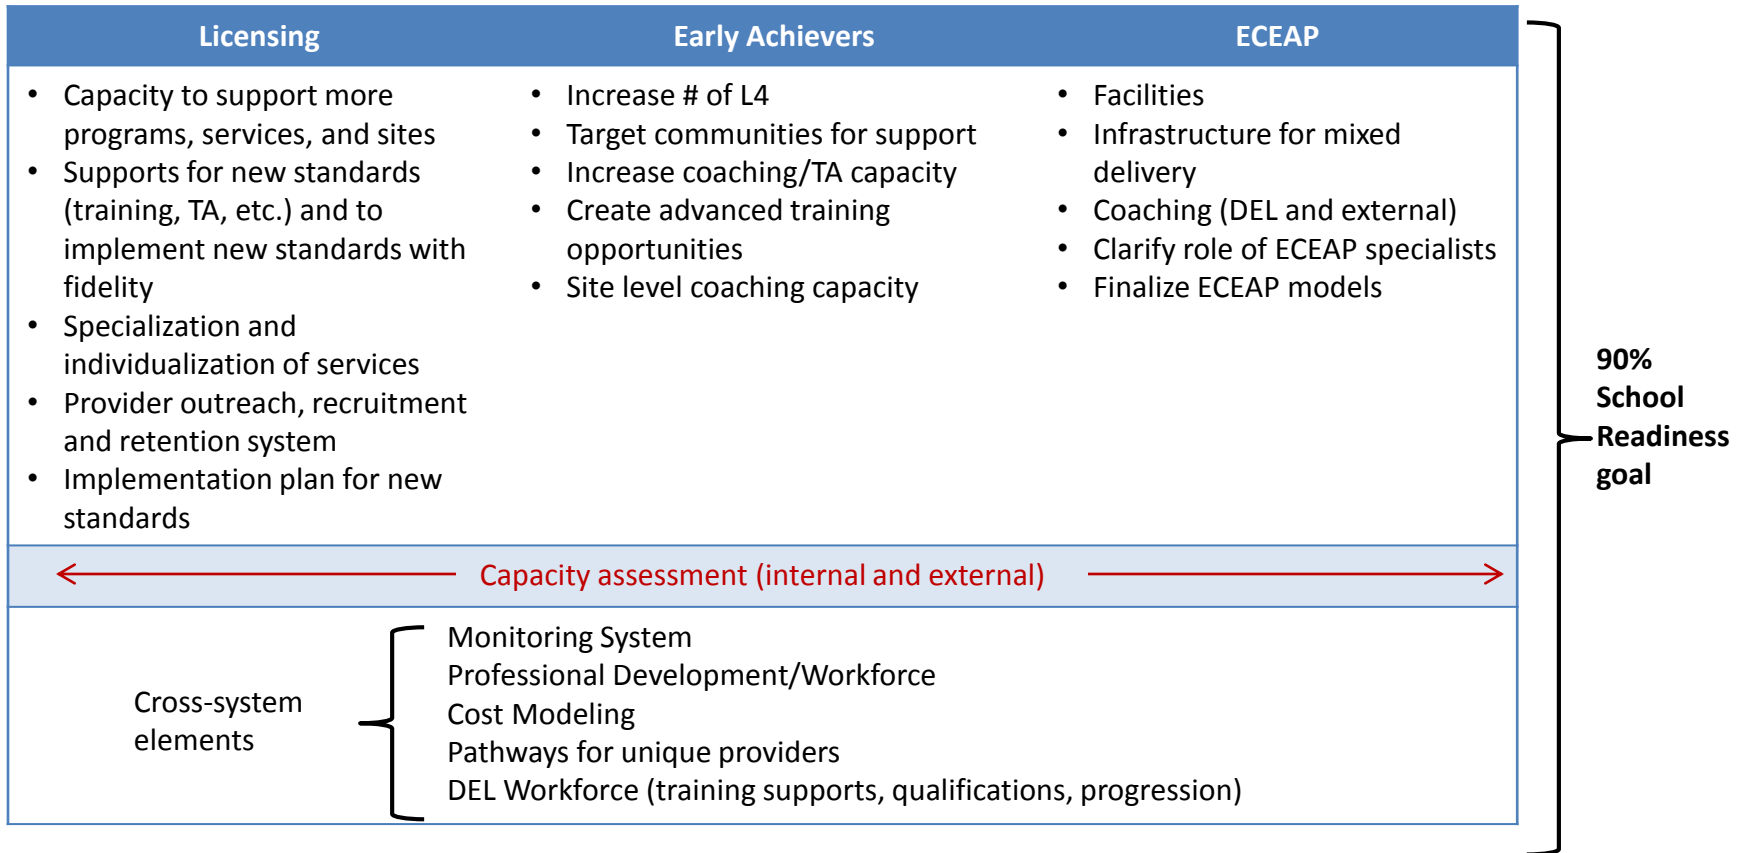 Licensing
Early Achievers
ECEAP
• Capacity to support more
programs, services, and sites
• Supports for new standards
(training, TA, etc.) and to
implement new standards with
fidelity
• Specialization and
individualization of services
• Provider outreach, recruitment
and retention system
• Implementation plan for new
standards
• Increase # of L4
• Target communities for support
• Increase coaching/TA capacity
• Create advanced training
opportunities
• Site level coaching capacity
• Facilities
• Infrastructure for mixed
delivery
• Coaching (DEL and external)
• Clarify role of ECEAP specialists
• Finalize ECEAP models
Capacity assessment (internal and external)
Cross-system
elements
Monitoring System
Professional Development/Workforce
Cost Modeling
Pathways for unique providers
DEL Workforce (training supports, qualifications, progression)
90%
School
Readiness
goal